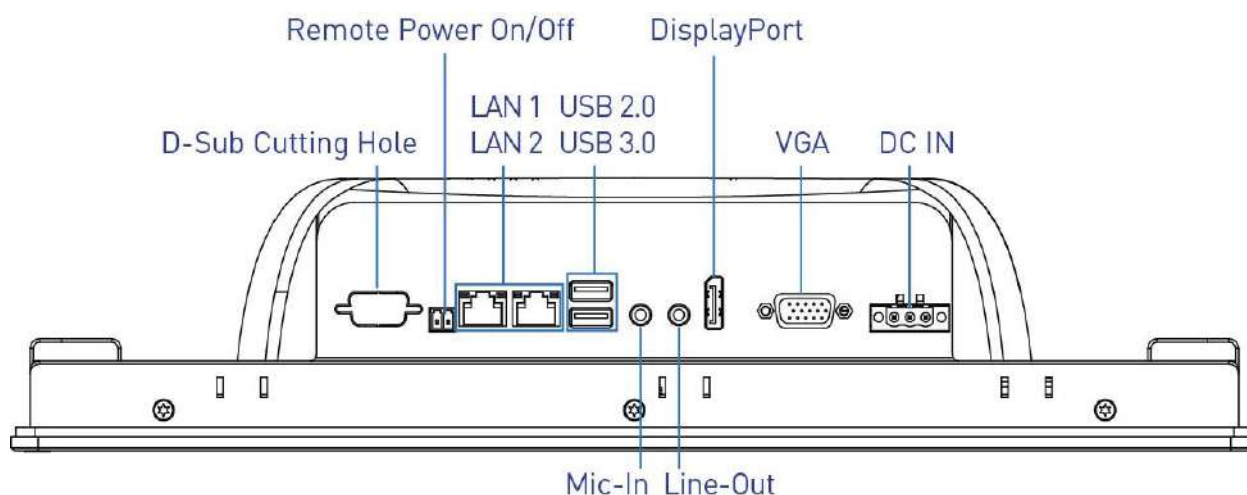 Remote Power On/Off
DisplayPort
LAN 1 USB 2.0
D-Sub Cutting Hole
LAN 2 USB 3.0
VGA
DC IN
Mic-In
Line-Out